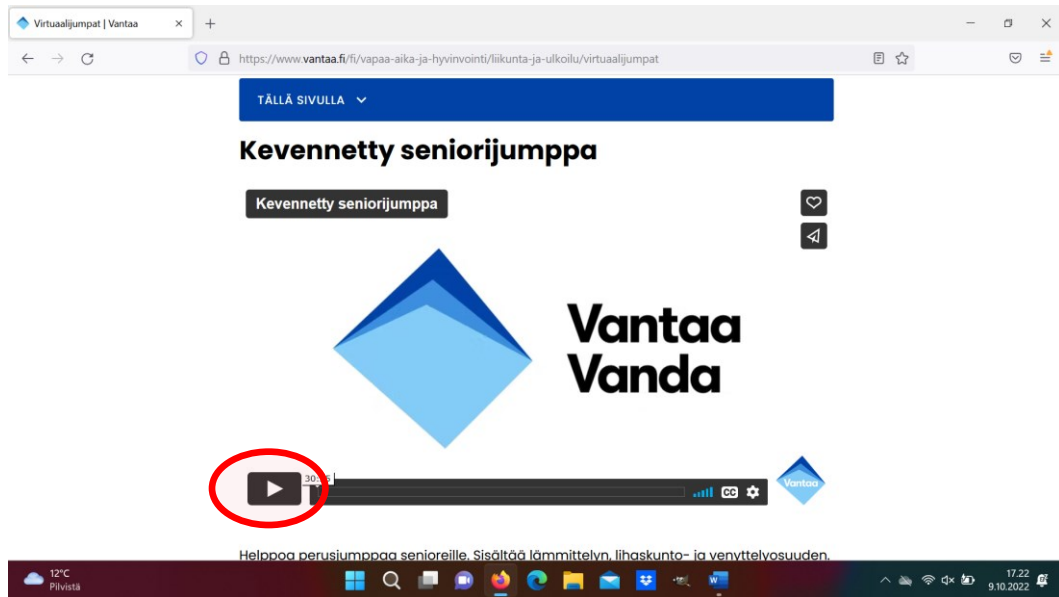 Virtuaalijumpat | Vantaa
https://www.vantaa.fi/fi/vapaa-aika-ja-hyvinvointi/liikunta-ja-ulkoilu/virtuaalijumpat
TÄLLÄ SIVULLA
Kevennetty seniorijumppa
Kevennetty seniorijumppa
Vantaa
Vanda
CC
Vantaa
Helppoa perusjumppaa senioreille. Sisältää lämmittelyn, lihaskunto- ja venyttelyosuuden.
12°C
Pilvistä
17.22
9.10.2022